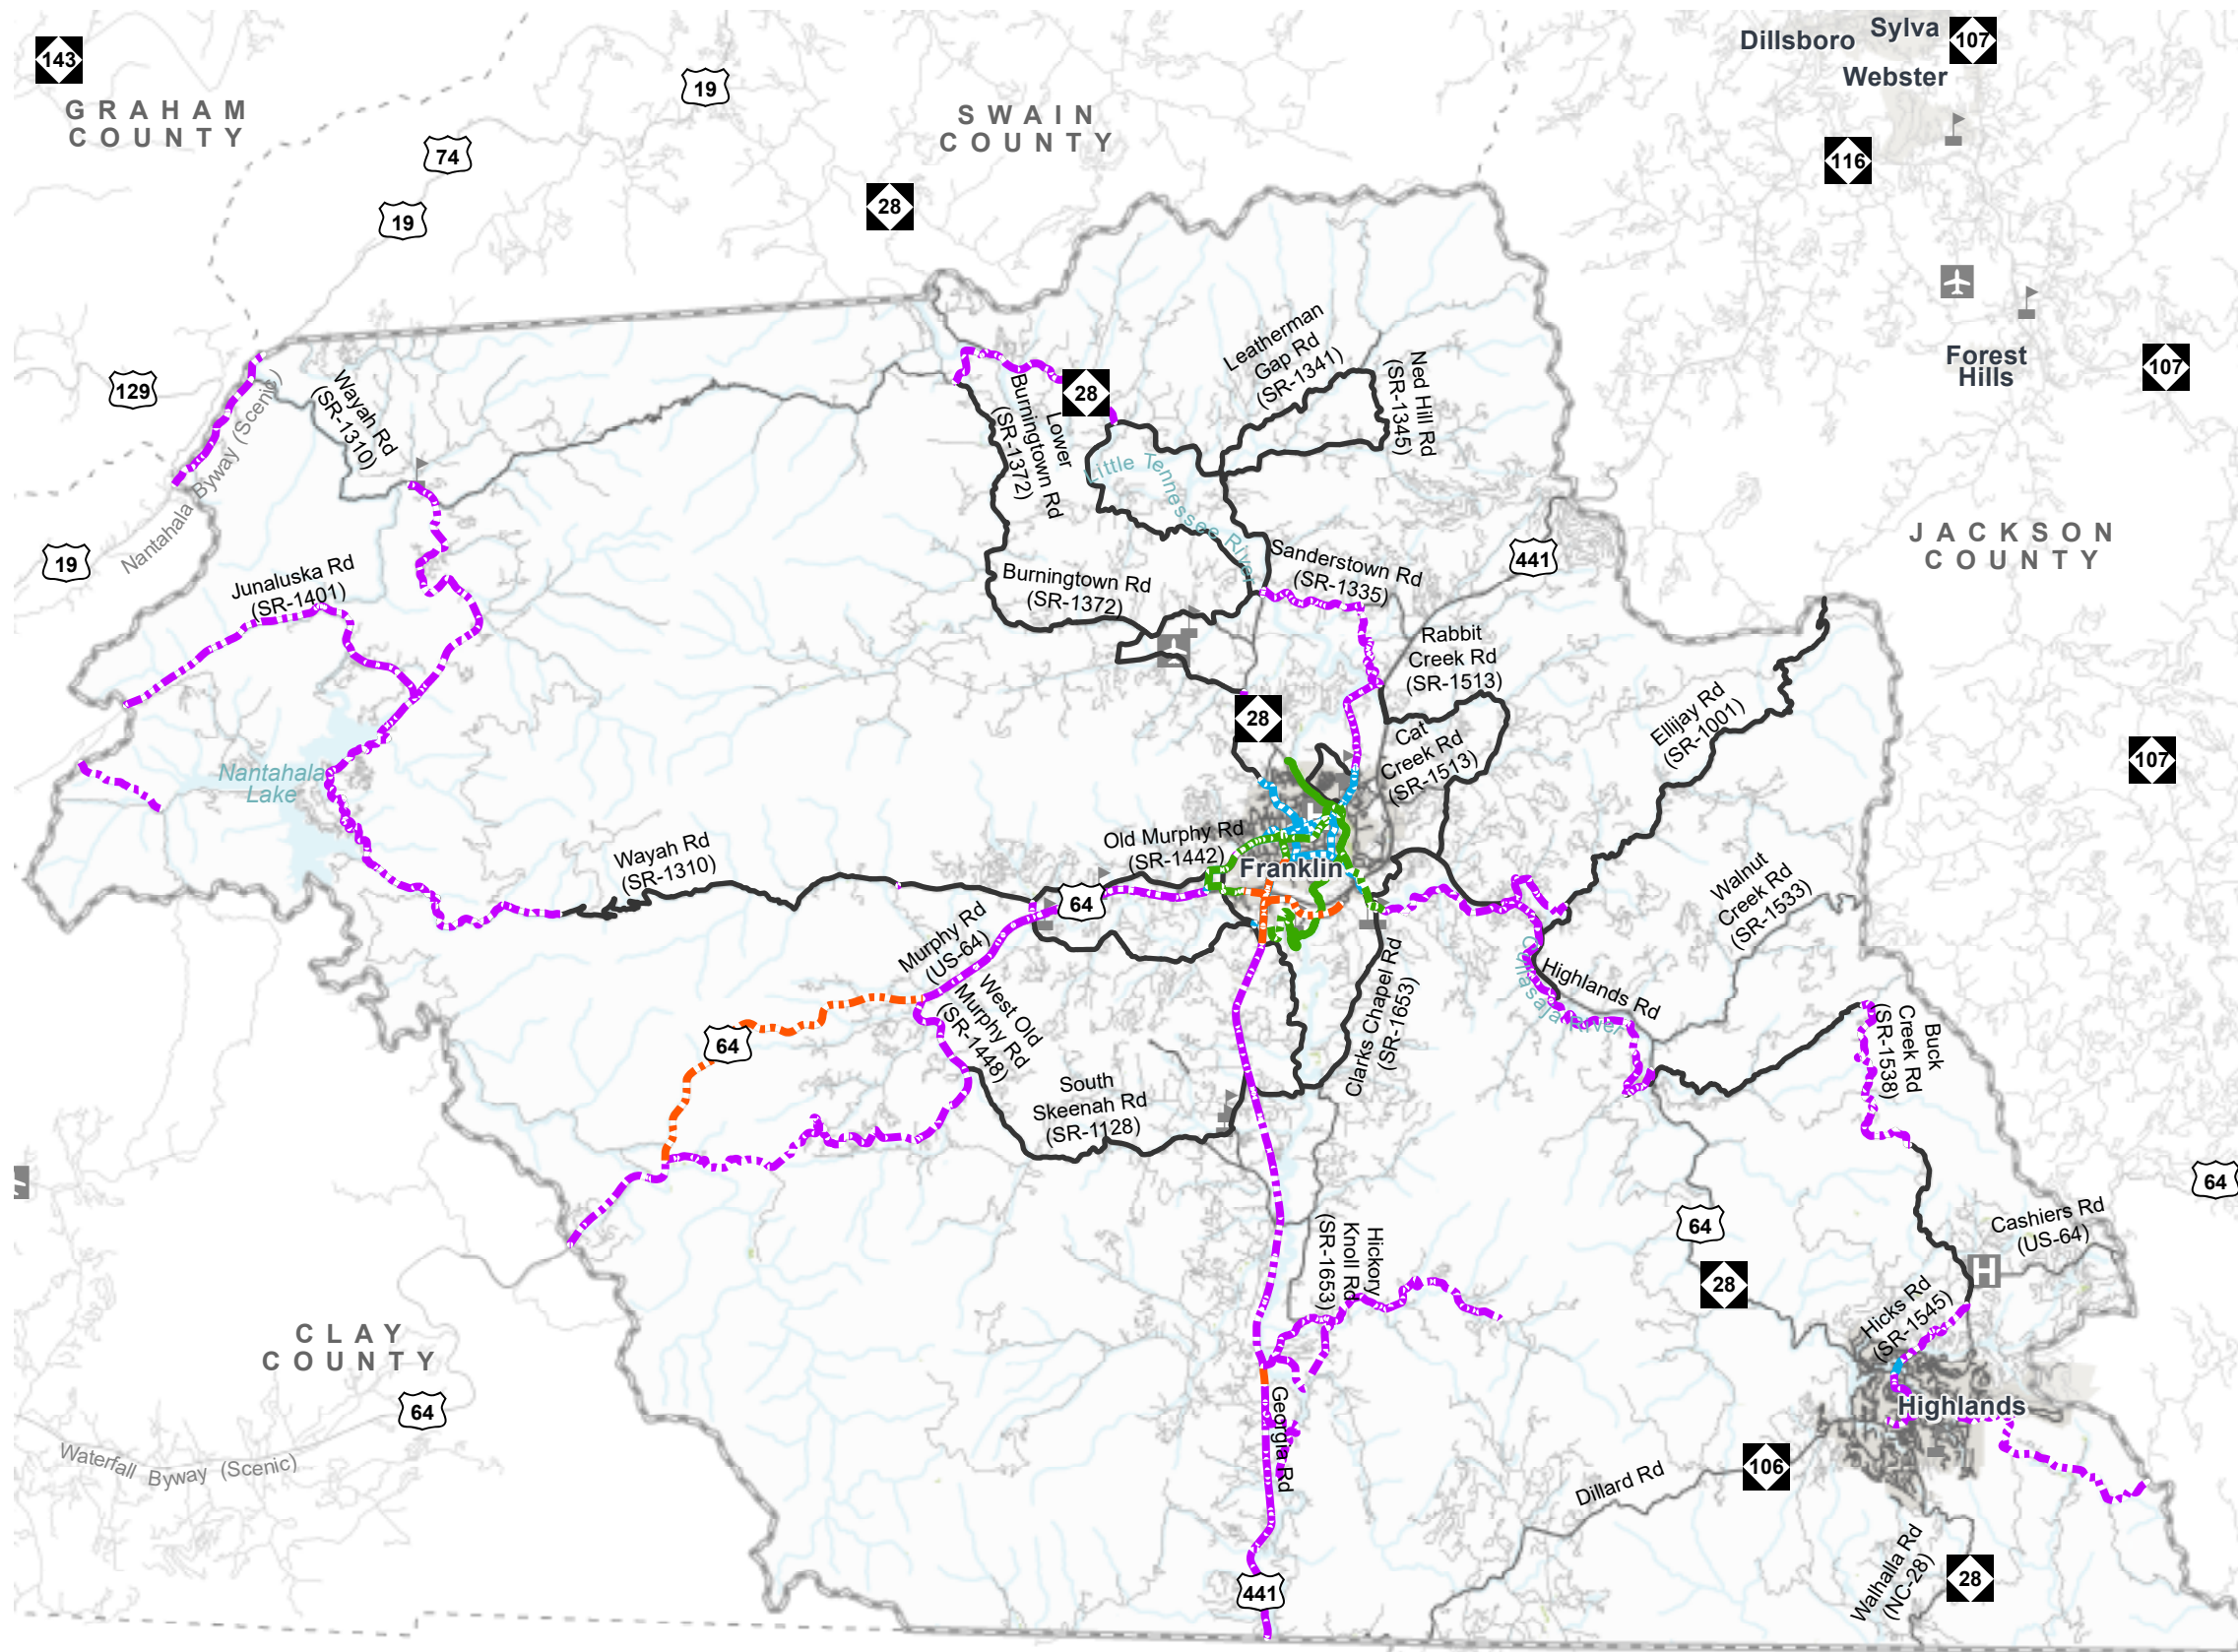 143
GRAHAM
COUNTY
19
74
19
SWAIN
COUNTY
28
Dillsboro
Sylva
107
Webster
116
Forest
Hills
107
129
Wayah Rd
(SR-1310)
Nantahala Byway (Scenic)
19
Junaluska Rd
(SR-1401)
28
Lower
Burningtown Rd
(SR-1372)
Little Tennessee River
Leatherman
Gap Rd
(SR-1341)
Ned Hill Rd
(SR-1345)
441
JACKSON
COUNTY
Burningtown Rd
(SR-1372)
Sanderstown Rd
(SR-1335)
Rabbit
Creek Rd
(SR-1513)
Cat
Creek Rd
(SR-1513)
Ellijay Rd
(SR-1001)
28
107
Nantahala
Lake
Wayah Rd
(SR-1310)
Old Murphy Rd
(SR-1442)
Franklin
64
Walnut
Creek Rd
(SR-1533)
Murphy Rd
(US-64)
West Old
Murphy Rd
(SR-1448)
64
Clarks Chapel Rd
(SR-1653)
Cullasaja River
Highlands Rd
Buck
Creek Rd
(SR-1538)
South
Skeenah Rd
(SR-1128)
64
64
Cashiers Rd
(US-64)
H
28
Hickory
Knoll Rd
(SR-1653)
Hicks Rd
(SR-1545)
CLAY
COUNTY
64
Highlands
Georgia Rd
Waterfall Byway (Scenic)
Dillard Rd
106
Walhalla Rd
(NC-28)
28
441